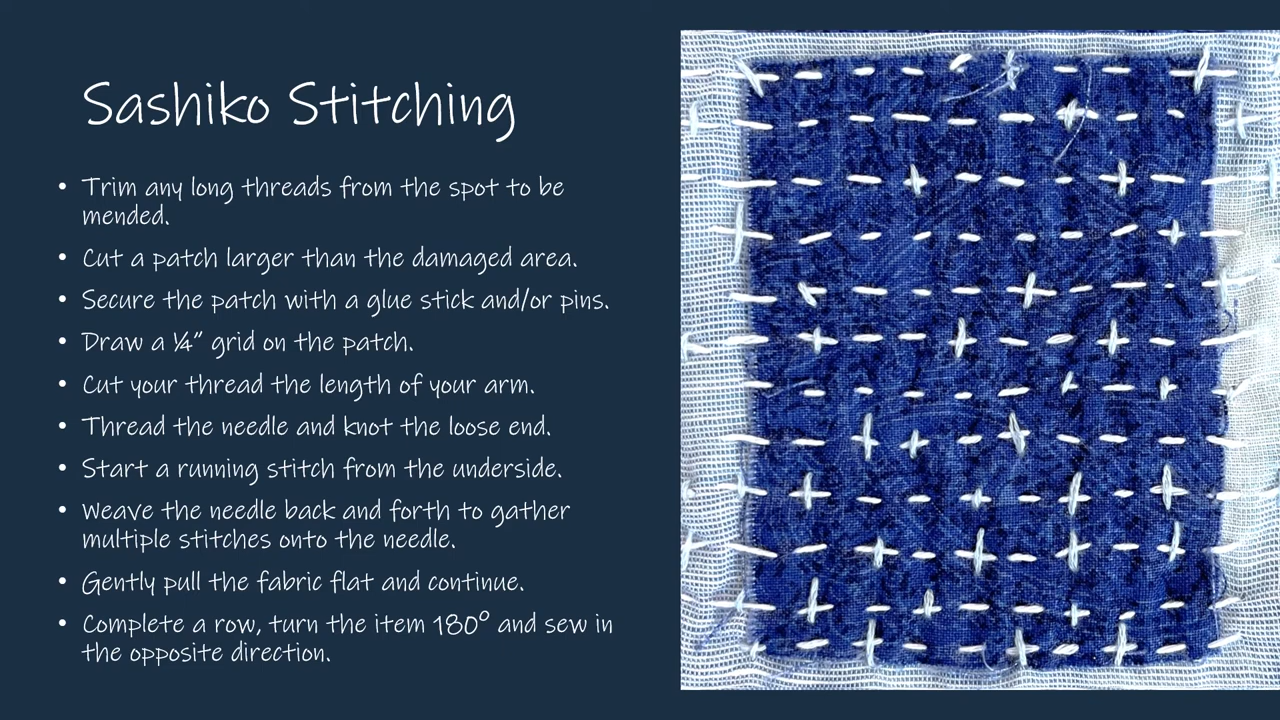 Sashiko Stitching
• Trim any long threads from the spot to be
mended.
• Cut a patch larger than the damaged area.
• Secure the patch with a glue stick and/or pins.
• Draw a ¼” grid on the patch.
• Cut your thread the length of your arm.
• Thread the needle and knot the loose end.
• Start a running stitch from the underside.
• Weave the needle back and forth to gather
multiple stitches onto the needle.
• Gently pull the fabric flat and continue.
• Complete a row, turn the item 180° and sew in
the opposite direction.